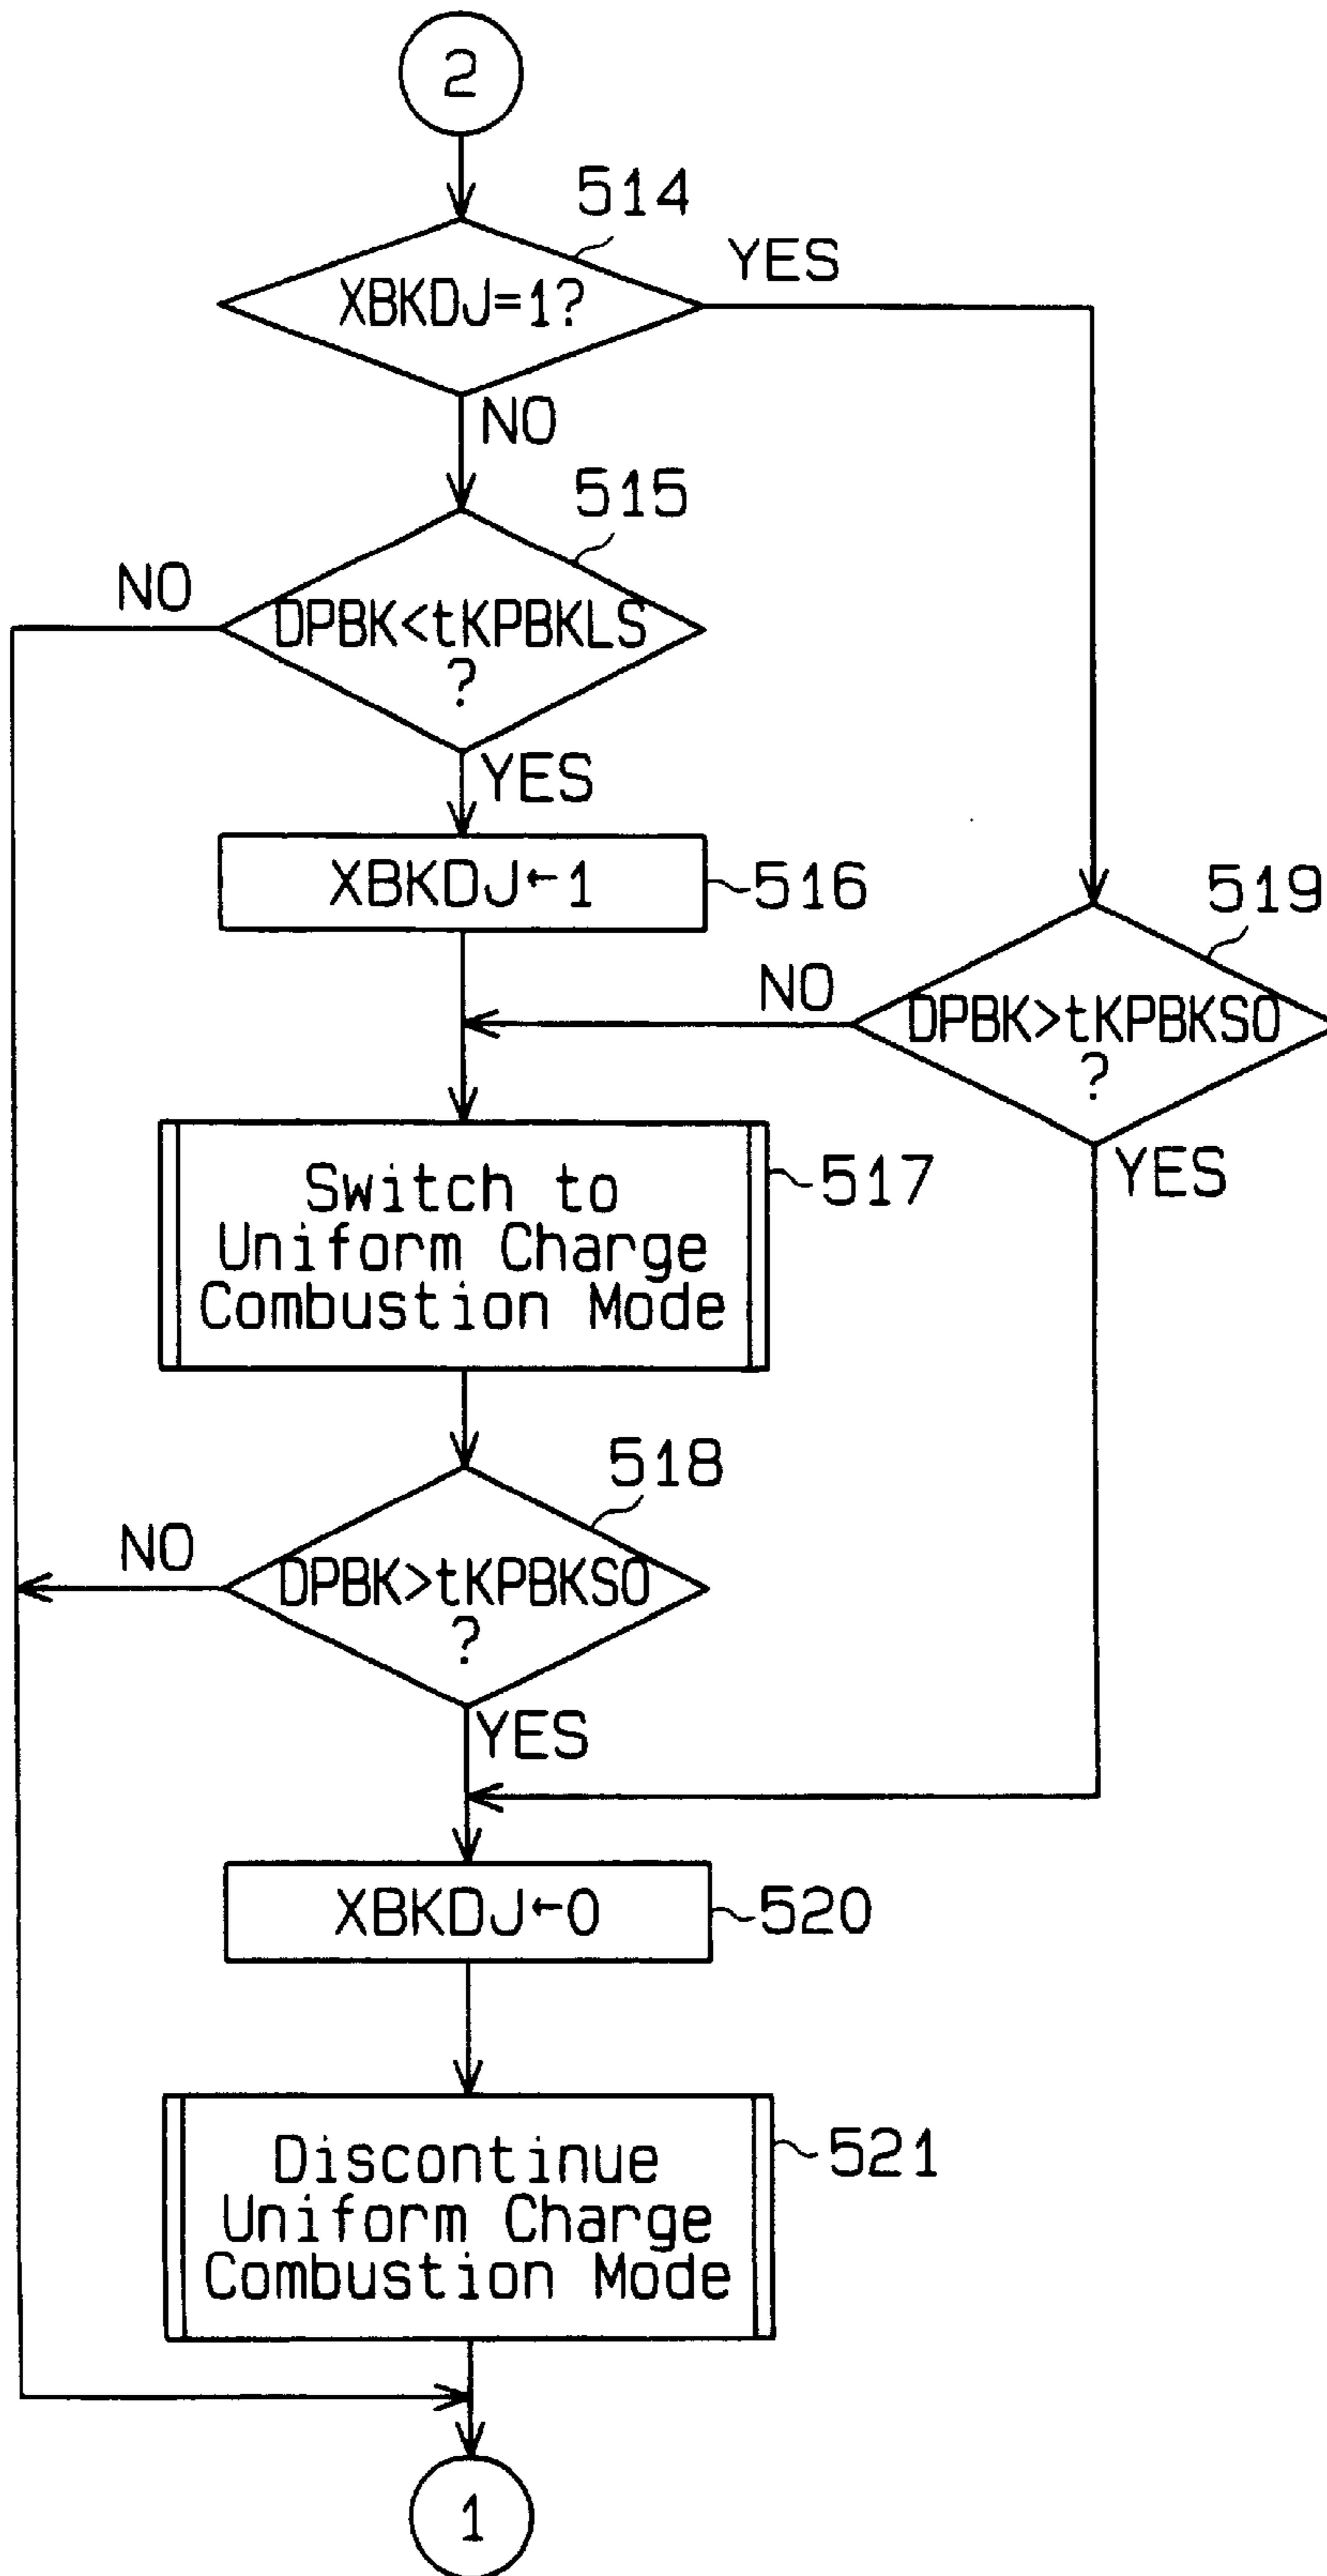 2
514
XBKDJ=1?
YES
NO
515
NO
DPBK<tKPBKLS
?
YES
XBKDJ←1
516
519
NO
DPBK>tKPBKSO
?
YES
Switch to
Uniform Charge
Combustion Mode
517
518
NO
DPBK>tKPBKSO
?
YES
XBKDJ←0
520
Discontinue
Uniform Charge
Combustion Mode
521
1